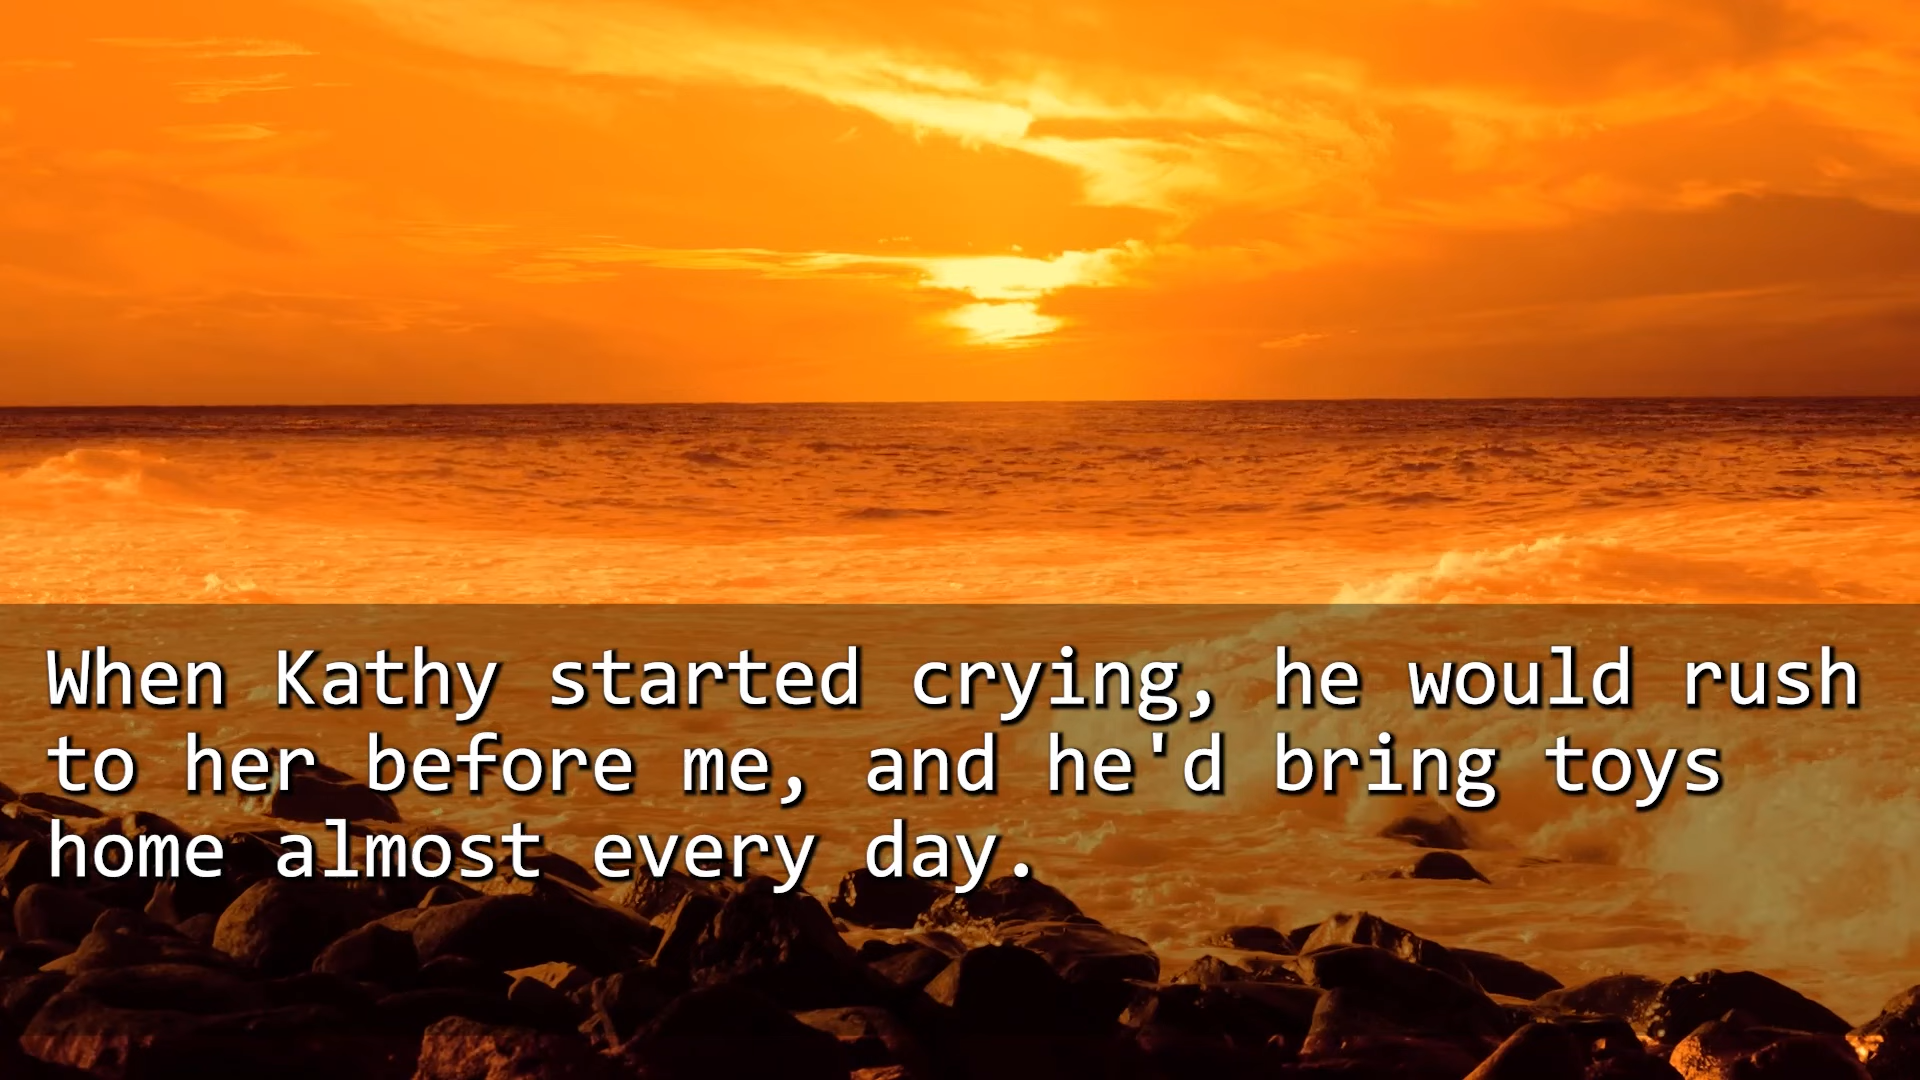 When Kathy started crying, he would rush
to her before me, and he'd bring toys
home almost every day.